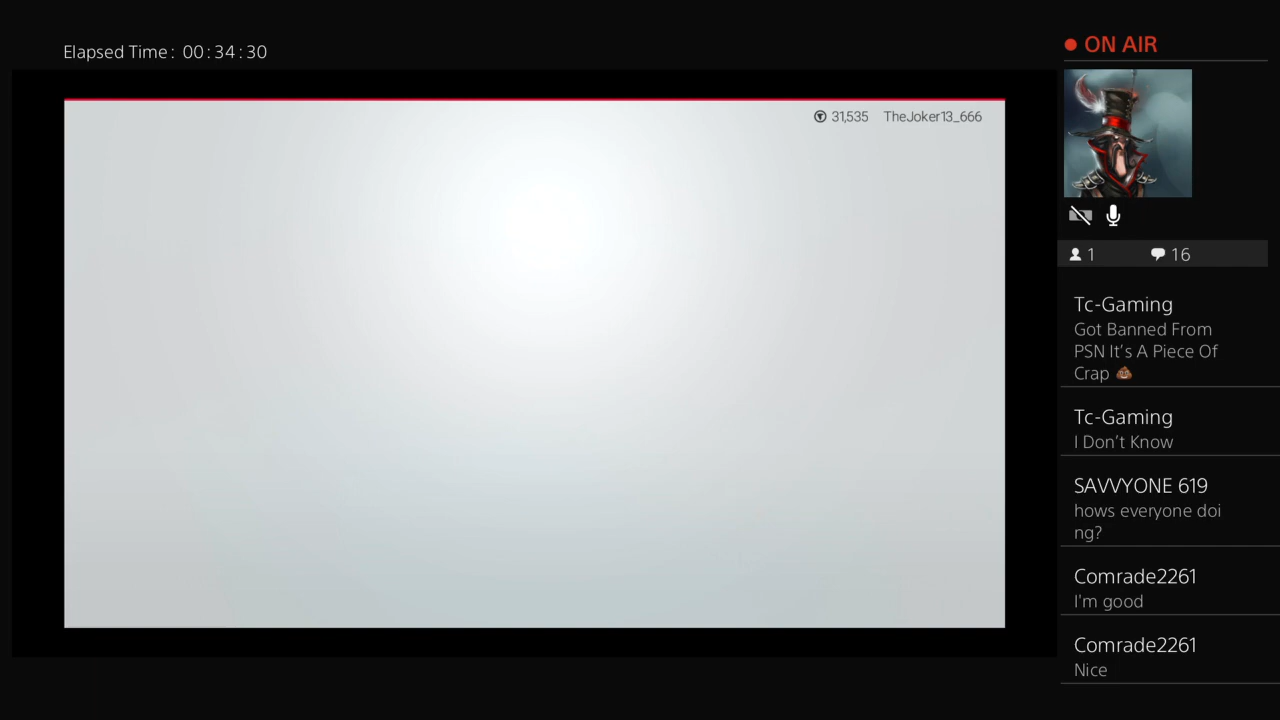 Elapsed Time: 00:34:30
ON AIR
31,535 TheJoker13_666
1 16
Tc-Gaming
Got Banned From
PSN It's A Piece Of
Crap 💩
Tc-Gaming
I Don't Know
SAVVYONE 619
hows everyone doi
ng?
Comrade2261
I'm good
Comrade2261
Nice